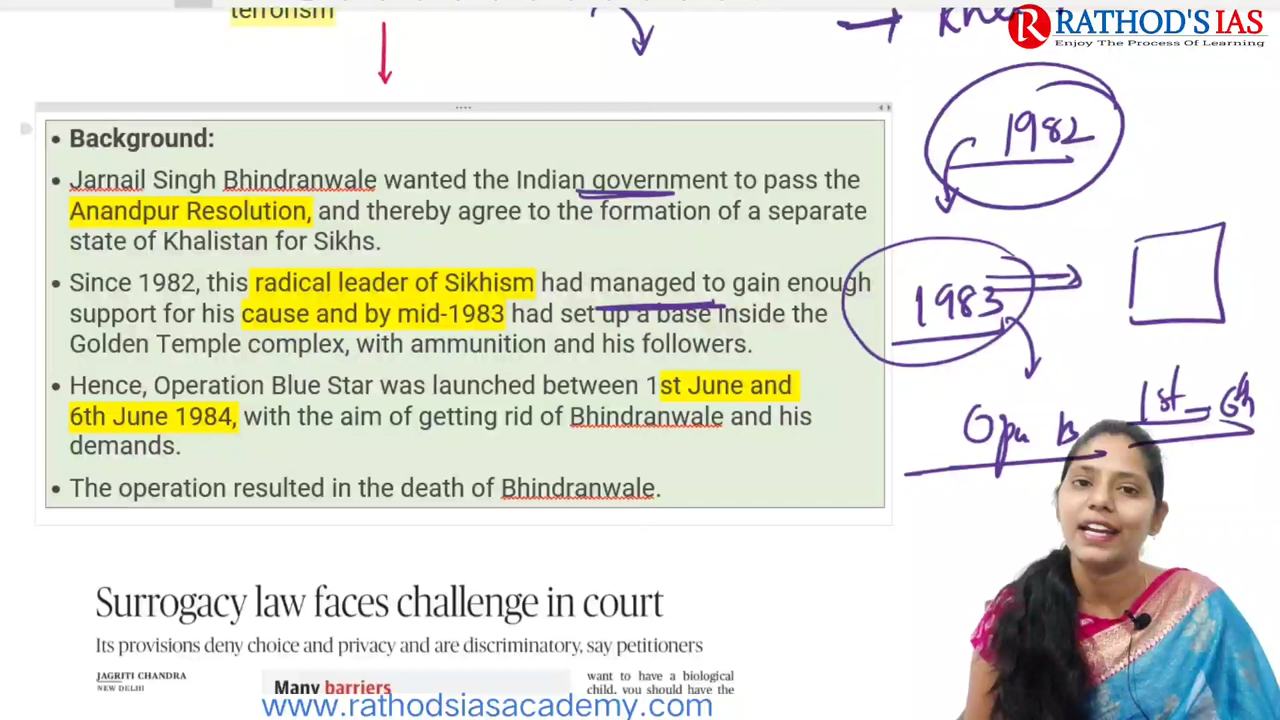 terrorism
RATHOD'S IAS
Enjoy The Process Of Learning
1982
• Background:
• Jarnail Singh Bhindranwale wanted the Indian government to pass the
Anandpur Resolution, and thereby agree to the formation of a separate
state of Khalistan for Sikhs.
• Since 1982, this radical leader of Sikhism had managed to gain enough
support for his cause and by mid-1983 had set up a base inside the
Golden Temple complex, with ammunition and his followers.
1983
• Hence, Operation Blue Star was launched between 1st June and
6th June 1984, with the aim of getting rid of Bhindranwale and his
demands.
1st - 6th
• The operation resulted in the death of Bhindranwale.
Surrogacy law faces challenge in court
Its provisions deny choice and privacy and are discriminatory, say petitioners
JAGRITI CHANDRA
NEW DELHI
Many barriers
want to have a biological
child, you should have the
www.rathodsiasacademy.com